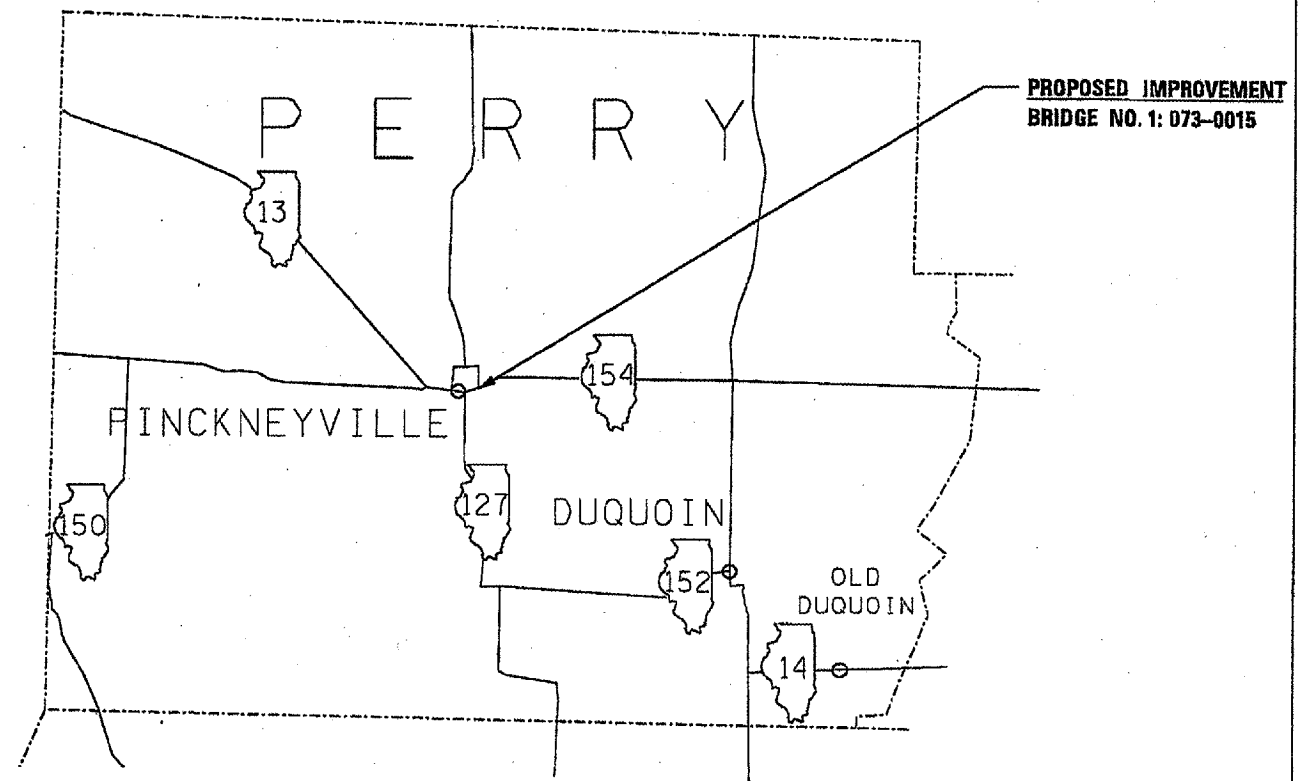 PERRY
PROPOSED IMPROVEMENT
BRIDGE NO. 1: 073-0015
13
154
PINCKNEYVILLE
150
127
DUQUOIN
152
OLD
DUQUOIN
14